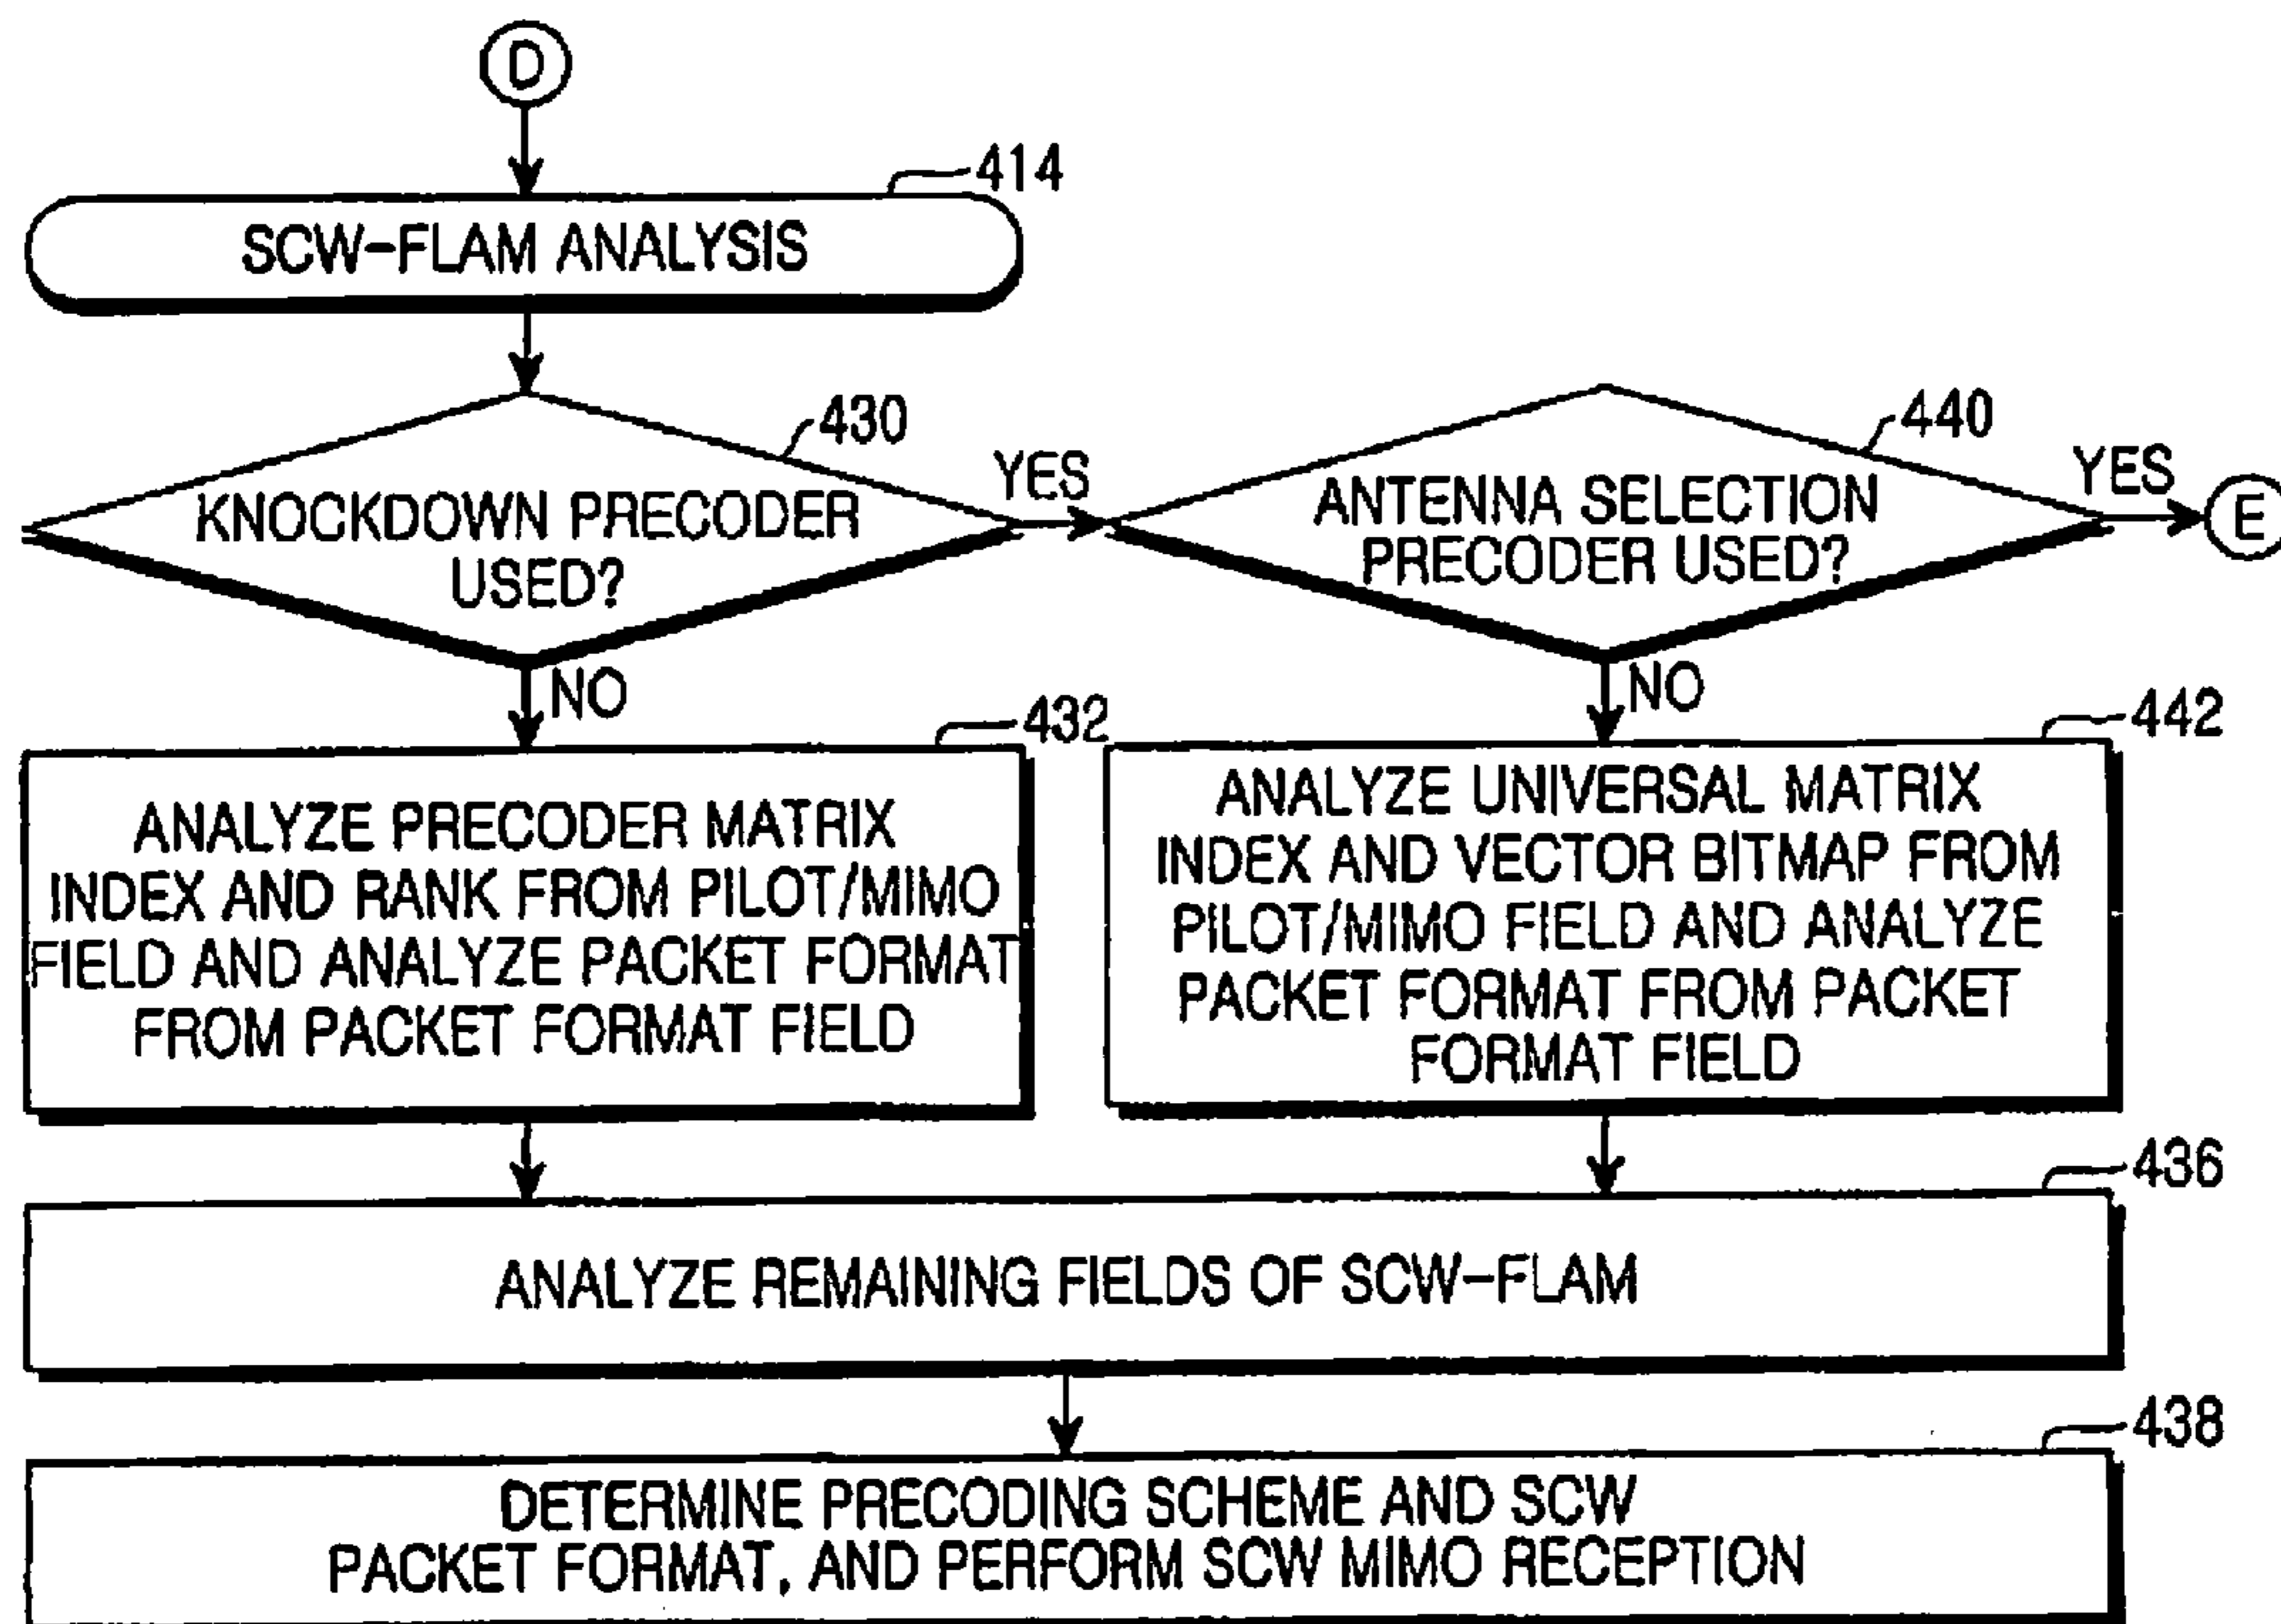 D
414
SCW-FLAM ANALYSIS
430
KNOCKDOWN PRECODER
USED?
YES
440
ANTENNA SELECTION
PRECODER USED?
YES
E
NO
NO
432
ANALYZE PRECODER MATRIX
INDEX AND RANK FROM PILOT/MIMO
FIELD AND ANALYZE PACKET FORMAT
FROM PACKET FORMAT FIELD
442
ANALYZE UNIVERSAL MATRIX
INDEX AND VECTOR BITMAP FROM
PILOT/MIMO FIELD AND ANALYZE
PACKET FORMAT FROM PACKET
FORMAT FIELD
436
ANALYZE REMAINING FIELDS OF SCW-FLAM
438
DETERMINE PRECODING SCHEME AND SCW
PACKET FORMAT, AND PERFORM SCW MIMO RECEPTION